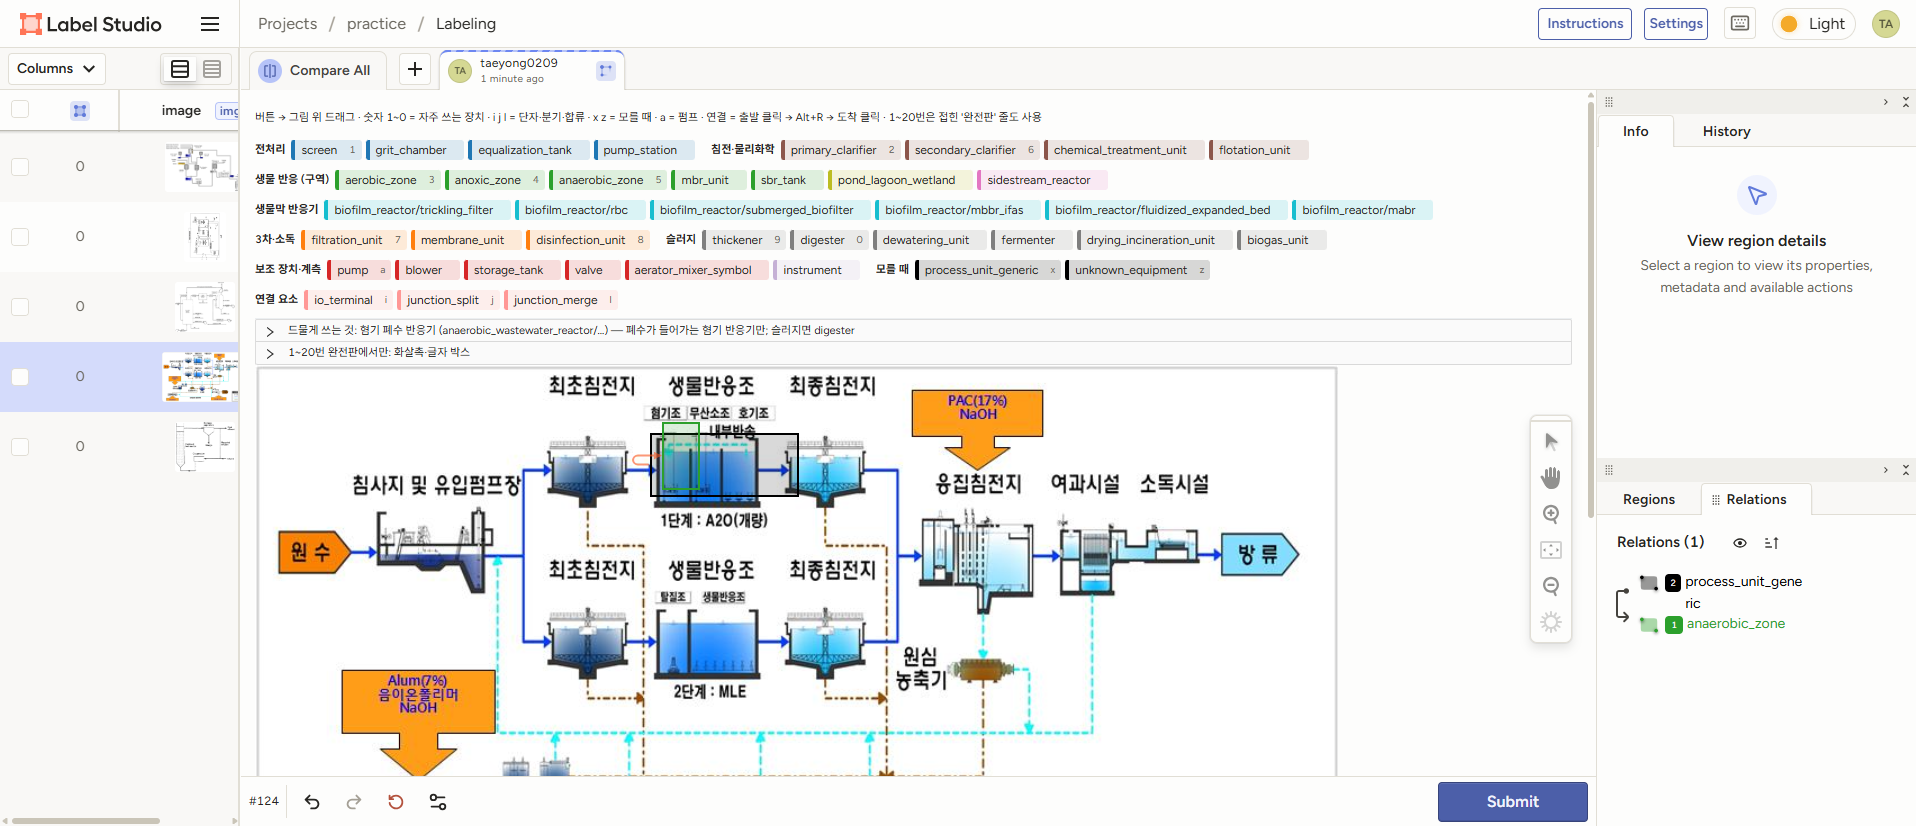 Label Studio
Projects / practice / Labeling
Instructions
Settings
Light
TA
Columns
Compare All
TA
taeyong0209
1 minute ago
image
img
0
0
0
0
0
버튼 → 그림 위 드래그 · 숫자 1~0 = 자주 쓰는 장치 · i j l = 단자·분기·합류 · x z = 모를 때 · a = 펌프 · 연결 = 출발 클릭 → Alt+R → 도착 클릭 · 1~20번은 접힌 '완전판' 줄도 사용
전처리 screen 1 grit_chamber equalization_tank pump_station 침전·물리화학 primary_clarifier 2 secondary_clarifier 6 chemical_treatment_unit flotation_unit
생물 반응 (구역) aerobic_zone 3 anoxic_zone 4 anaerobic_zone 5 mbr_unit sbr_tank pond_lagoon_wetland sidestream_reactor
생물막 반응기 biofilm_reactor/trickling_filter biofilm_reactor/rbc biofilm_reactor/submerged_biofilter biofilm_reactor/mbbr_ifas biofilm_reactor/fluidized_expanded_bed biofilm_reactor/mabr
3차·소독 filtration_unit 7 membrane_unit disinfection_unit 8 슬러지 thickener 9 digester 0 dewatering_unit fermenter drying_incineration_unit biogas_unit
보조 장치·계측 pump a blower storage_tank valve aerator_mixer_symbol instrument 모를 때 process_unit_generic x unknown_equipment z
연결 요소 io_terminal i junction_split j junction_merge l
드물게 쓰는 것: 혐기 폐수 반응기 (anaerobic_wastewater_reactor/…) — 폐수가 들어가는 혐기 반응기만; 슬러지면 digester
1~20번 완전판에서만: 화살촉·글자 박스
최초침전지 생물반응조 최종침전지
혐기조 무산소조 호기조
내부반송
PAC(17%)
NaOH
침사지 및 유입펌프장
응집침전지 여과시설 소독시설
1단계 : A2O(개량)
원 수
방 류
최초침전지 생물반응조 최종침전지
탈질조 생물반응조
원심
농축기
2단계 : MLE
Alum(7%)
음이온폴리머
NaOH
#124
Submit
Info
History
View region details
Select a region to view its properties,
metadata and available actions
Regions
Relations
Relations (1)
2 process_unit_gene
ric
1 anaerobic_zone